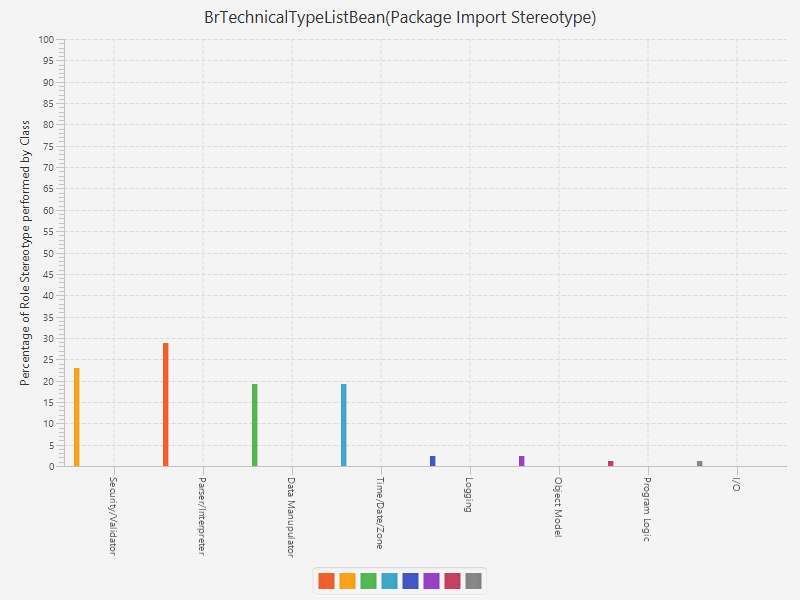 BrTechnicalTypeListBean(Package Import Stereotype)
Percentage of Role Stereotype performed by Class
100
95
90
85
80
75
70
65
60
55
50
45
40
35
30
25
20
15
10
5
0
Security/Validator
Parser/Interpreter
Data Manupulator
Time/Date/Zone
Logging
Object Model
Program Logic
I/O